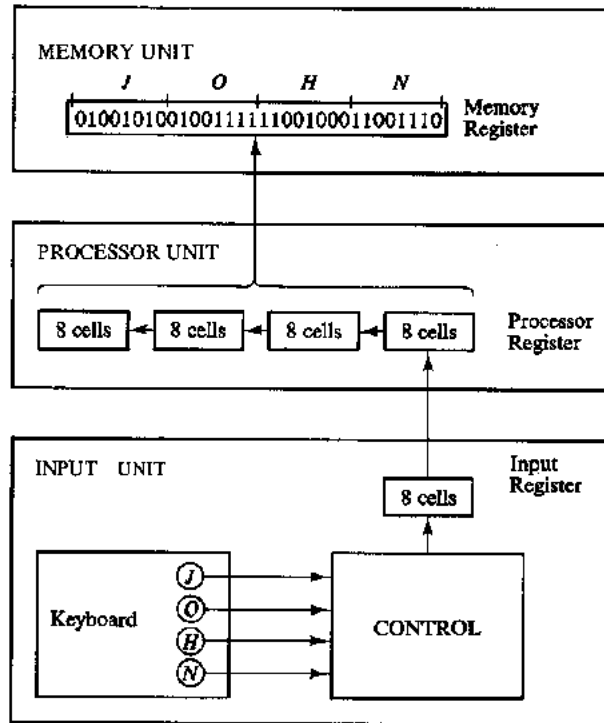 MEMORY UNIT
J O H N
01001010010011111100100011001110
Memory
Register
PROCESSOR UNIT
8 cells 8 cells 8 cells 8 cells
Processor
Register
INPUT UNIT
Input
Register
8 cells
J
O
Keyboard
H
N
CONTROL